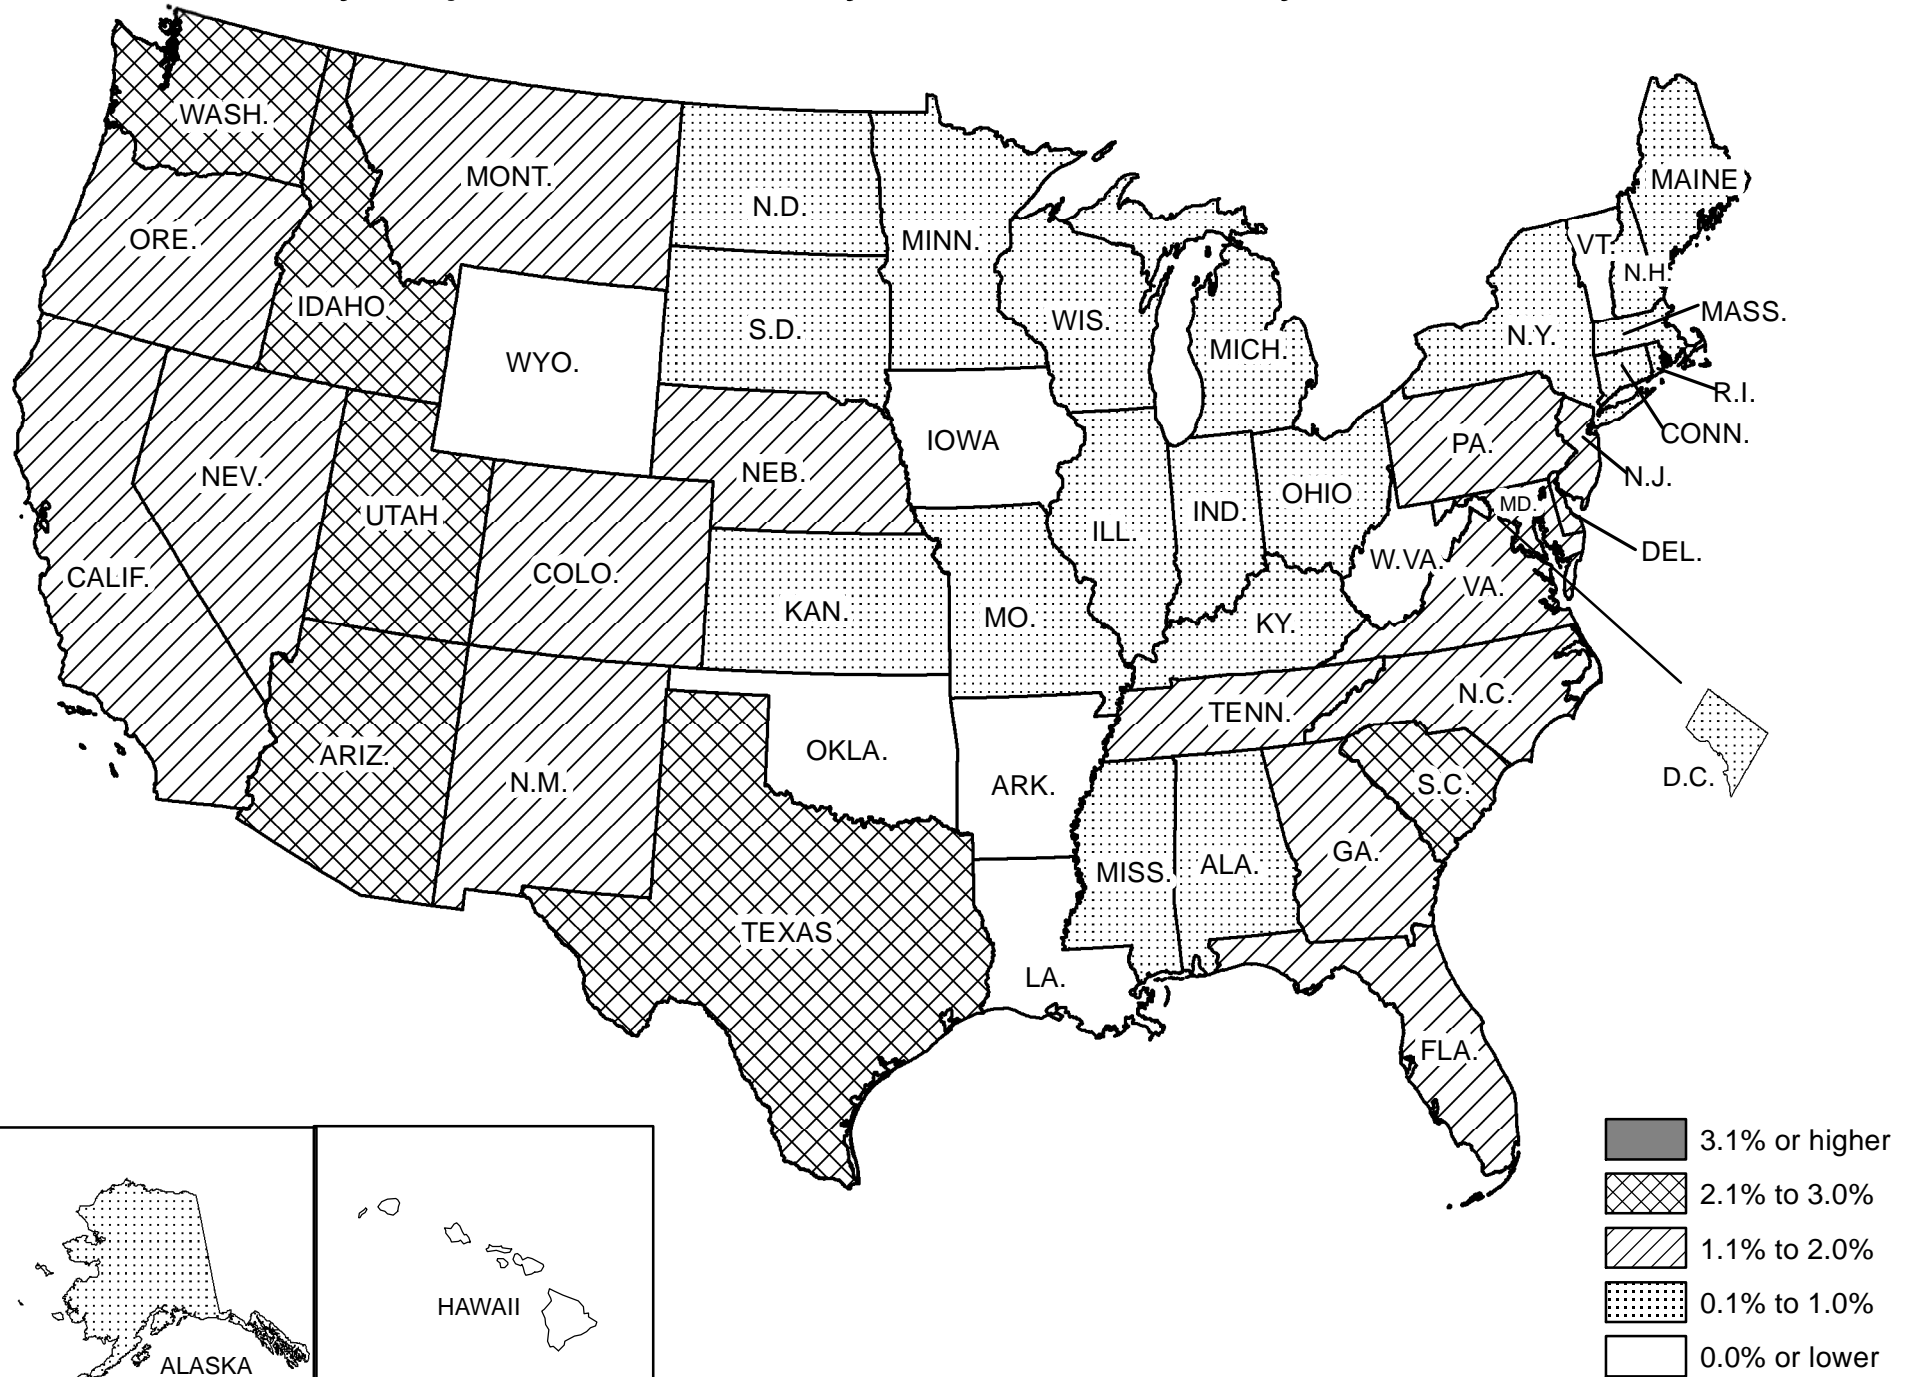 WASH.
MONT.
N.D.
MINN.
MAINE
ORE.
IDAHO
VT.
N.H.
MASS.
S.D.
WIS.
MICH.
N.Y.
WYO.
R.I.
CONN.
IOWA
PA.
N.J.
NEV.
NEB.
UTAH
ILL.
IND.
OHIO
MD.
DEL.
CALIF.
COLO.
KAN.
MO.
W.VA.
VA.
KY.
N.C.
TENN.
ARIZ.
N.M.
OKLA.
ARK.
S.C.
D.C.
MISS.
ALA.
GA.
TEXAS
LA.
FLA.
HAWAII
ALASKA
3.1% or higher
2.1% to 3.0%
1.1% to 2.0%
0.1% to 1.0%
0.0% or lower